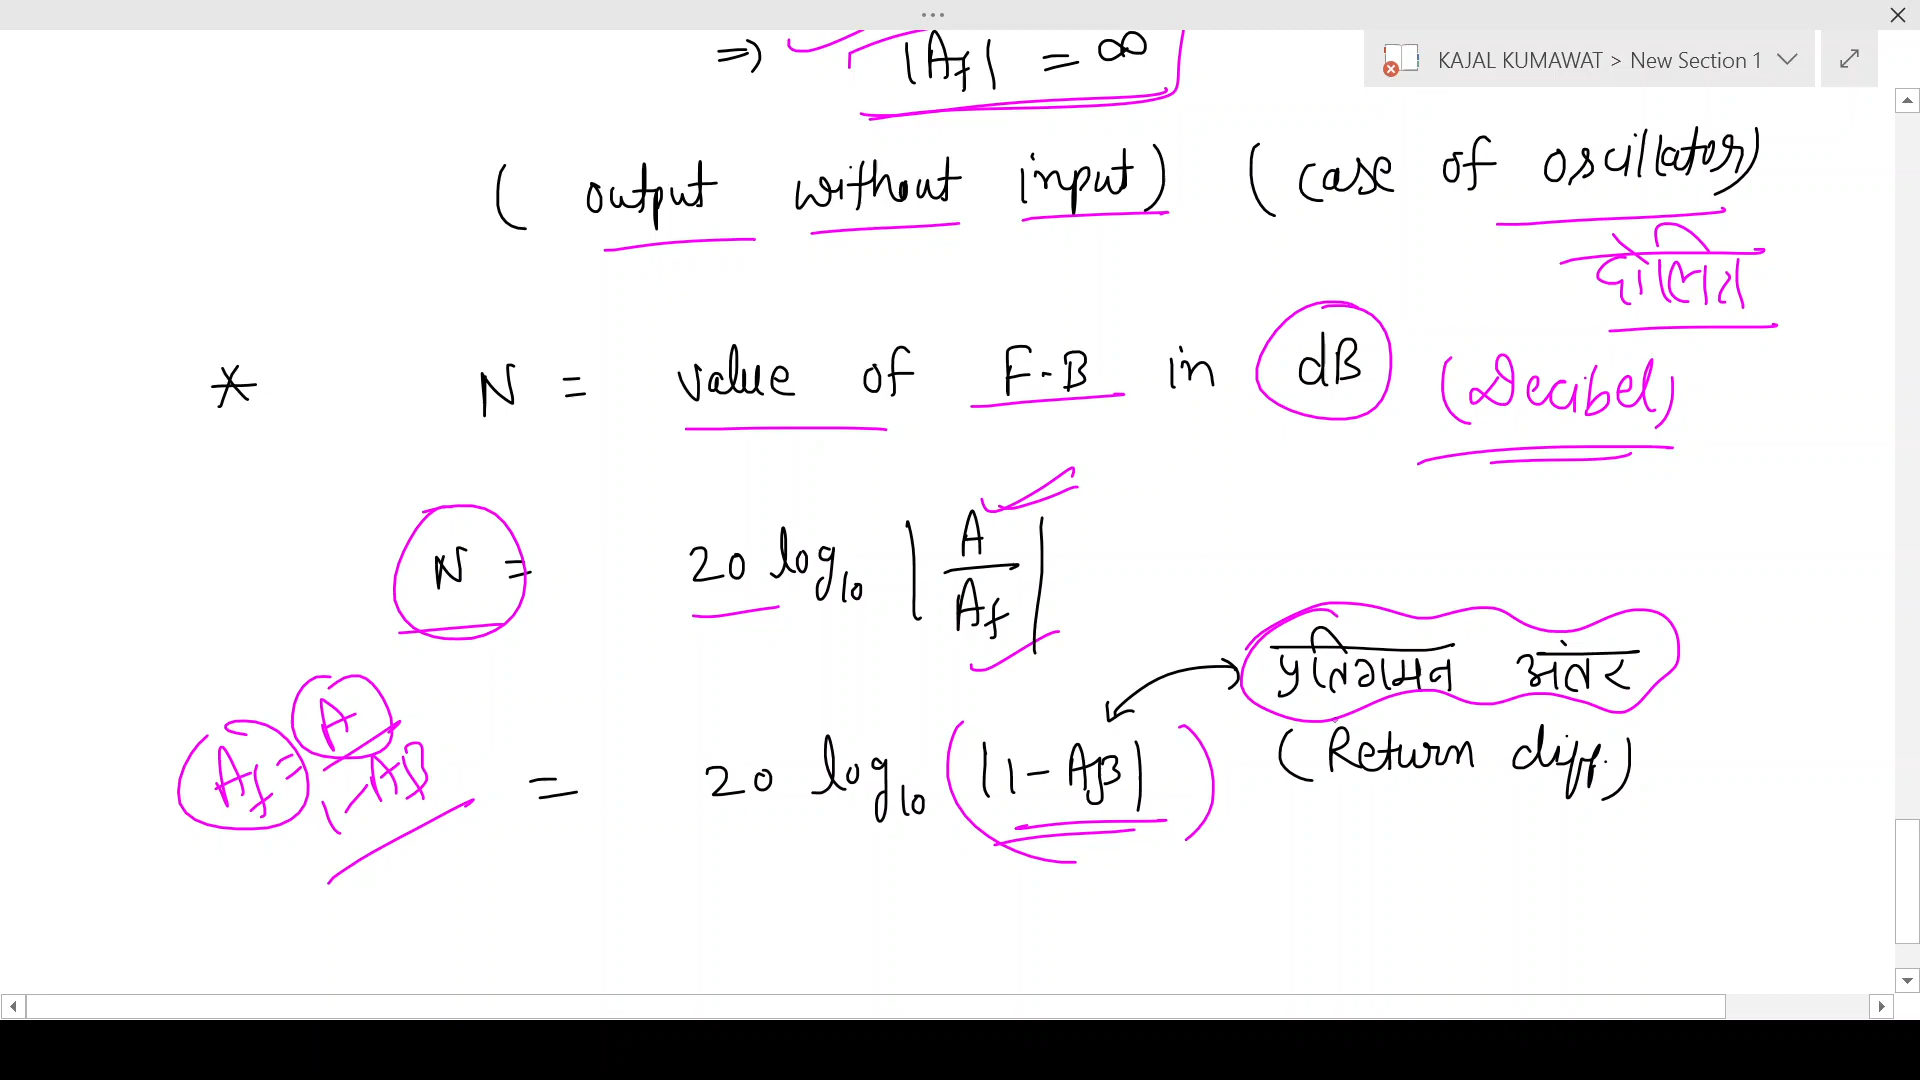 KAJAL KUMAWAT > New Section 1
⇒) |Af| = ∞
( output without input) ( case of oscillator)
दोलित्र
* N = value of F-B in dB (Decibel)
N = 20 log10 |A/Af|
प्रतिगमन अंतर
Af = A/1-AB = 20 log10 (|1-Aβ|) (Return diff.)